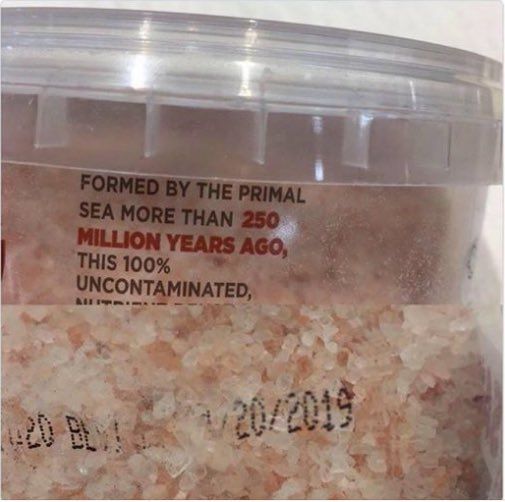 FORMED BY THE PRIMAL
SEA MORE THAN 250
MILLION YEARS AGO,
THIS 100%
UNCONTAMINATED,
20/2019